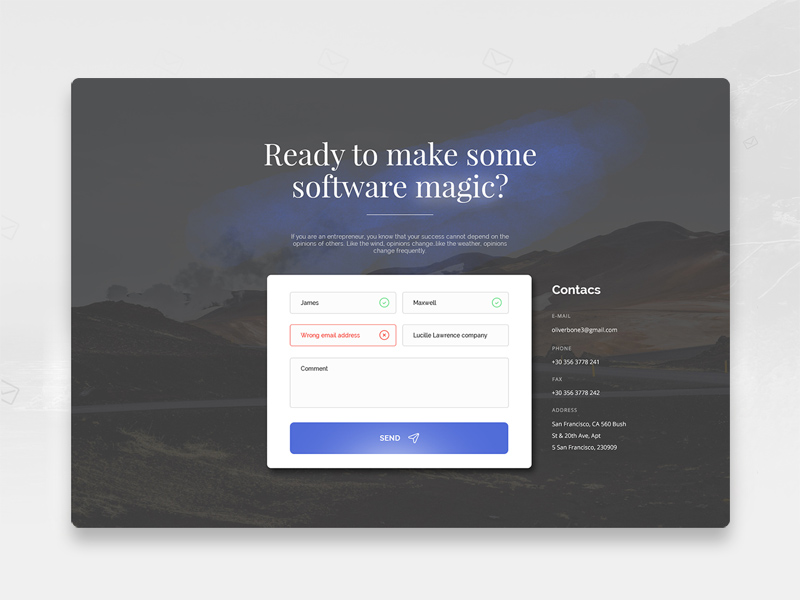 Ready to make some
software magic?
If you are an entrepreneur, you know that your success cannot depend on the
opinions of others. Like the wind, opinions change, like the weather, opinions
change frequently.
James
Maxwell
Wrong email address
Lucille Lawrence company
Comment
SEND
Contacs
E-MAIL
oliverbone3@gmail.com
PHONE
+30 356 3778 241
FAX
+30 356 3778 242
ADDRESS
San Francisco, CA 560 Bush
St & 20th Ave, Apt
5 San Francisco, 230909